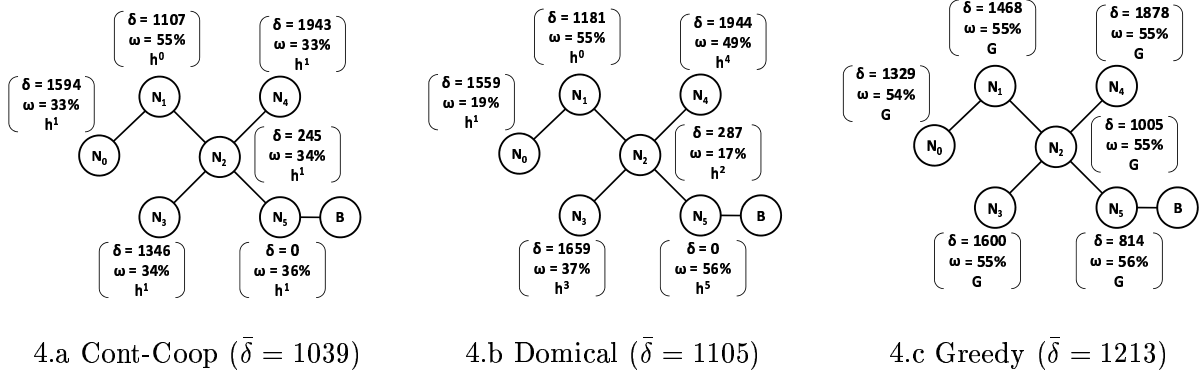 δ = 1107
ω = 55%
h⁰
δ = 1943
ω = 33%
h¹
δ = 1594
ω = 33%
h¹
N₁
N₄
δ = 245
ω = 34%
h¹
N₀
N₂
N₃
N₅
B
δ = 1346
ω = 34%
h¹
δ = 0
ω = 36%
h¹
4.a Cont-Coop (δ̄ = 1039)
δ = 1181
ω = 55%
h⁰
δ = 1944
ω = 49%
h⁴
δ = 1559
ω = 19%
h¹
N₁
N₄
δ = 287
ω = 17%
h²
N₀
N₂
N₃
N₅
B
δ = 1659
ω = 37%
h³
δ = 0
ω = 56%
h⁵
4.b Domical (δ̄ = 1105)
δ = 1468
ω = 55%
G
δ = 1878
ω = 55%
G
δ = 1329
ω = 54%
G
N₁
N₄
δ = 1005
ω = 55%
G
N₀
N₂
N₃
N₅
B
δ = 1600
ω = 55%
G
δ = 814
ω = 56%
G
4.c Greedy (δ̄ = 1213)